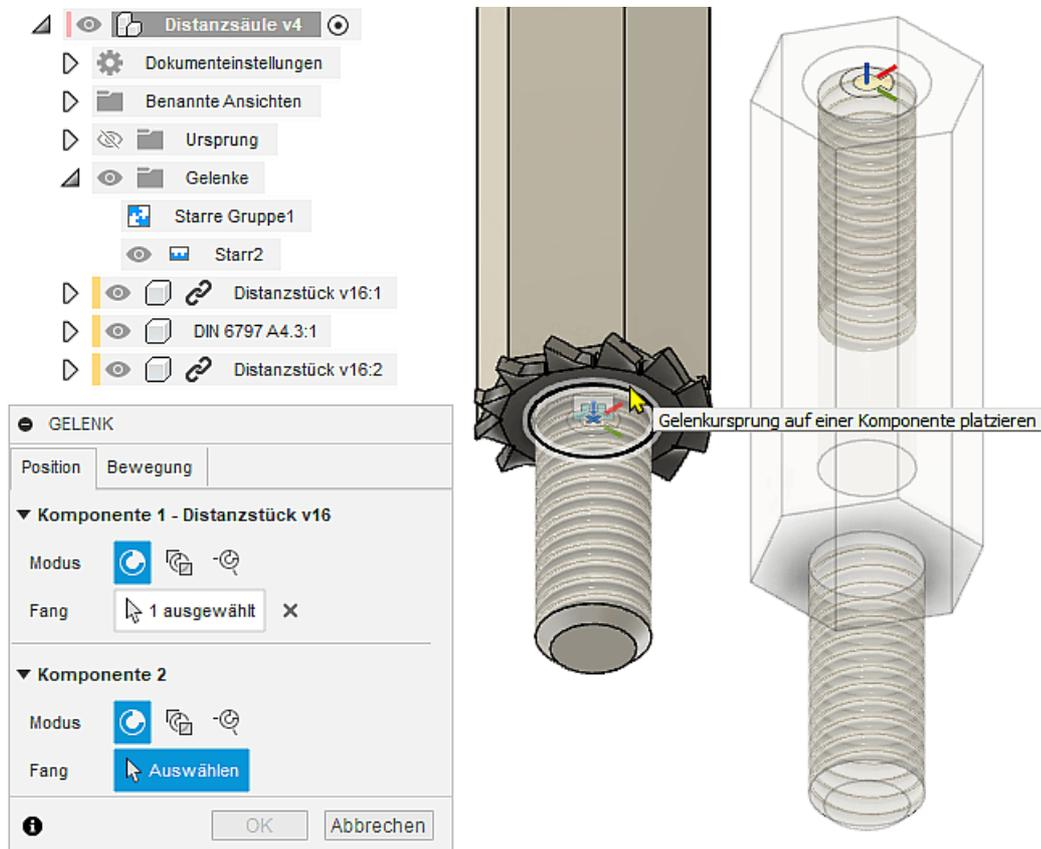 Distanzsäule v4
Dokumenteinstellungen
Benannte Ansichten
Ursprung
Gelenke
Starre Gruppe1
Starr2
Distanzstück v16:1
DIN 6797 A4.3:1
Distanzstück v16:2
GELENK
Position Bewegung
Komponente 1 - Distanzstück v16
Modus
Fang 1 ausgewählt
Komponente 2
Modus
Fang Auswählen
OK Abbrechen
Gelenkursprung auf einer Komponente platzieren